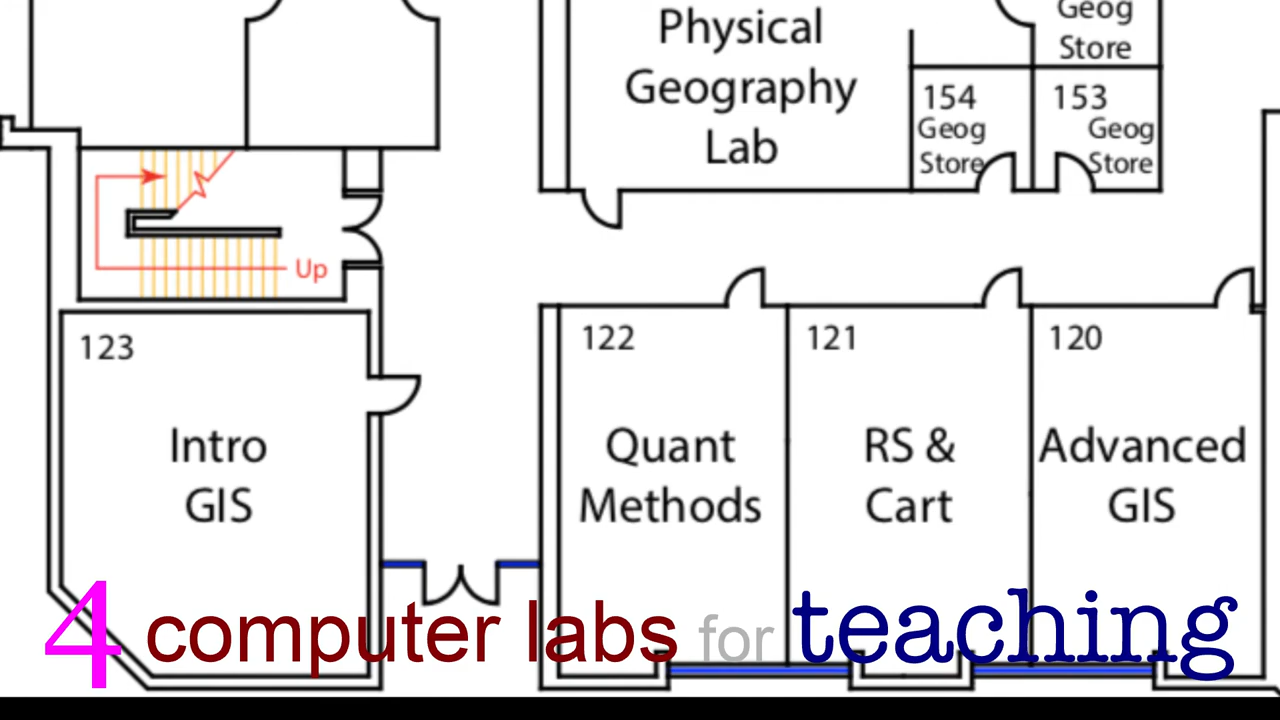 Physical
Geography
Lab
Geog
Store
154
Geog
Store
153
Geog
Store
Up
123
Intro
GIS
122
Quant
Methods
121
RS &
Cart
120
Advanced
GIS
4 computer labs for teaching